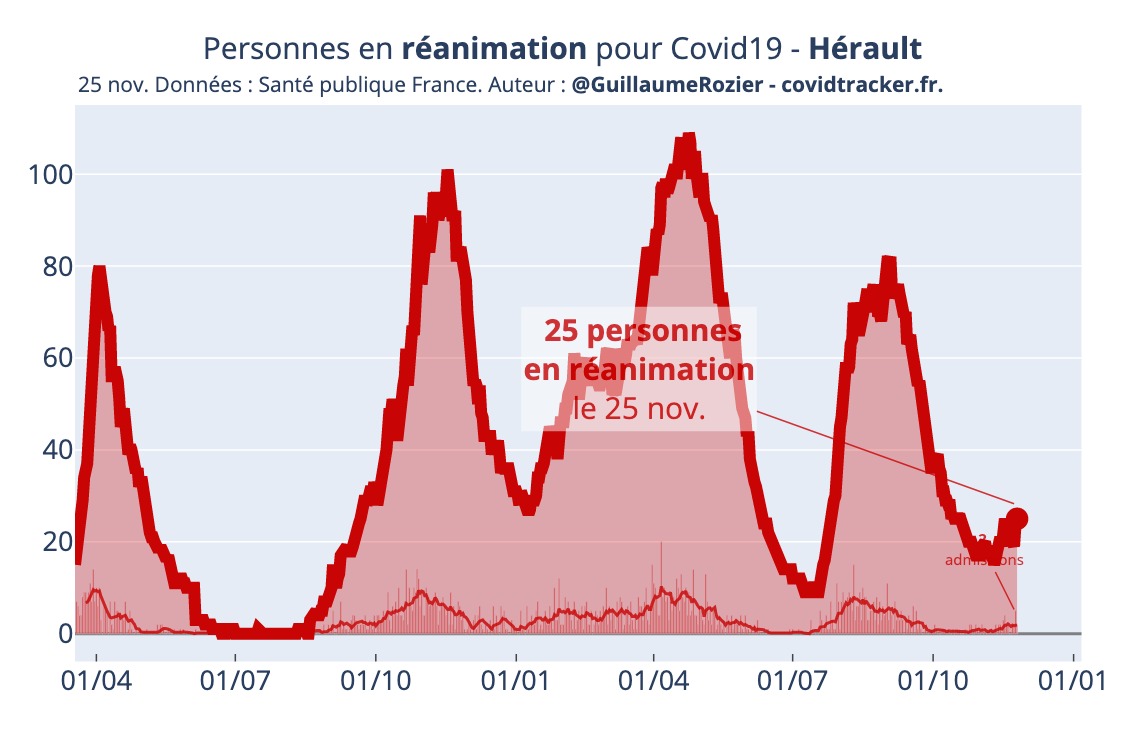 Personnes en réanimation pour Covid19 - Hérault
25 nov. Données : Santé publique France. Auteur : @GuillaumeRozier - covidtracker.fr.
100
80
60
40
20
0
25 personnes
en réanimation
le 25 nov.
admissions
01/04
01/07
01/10
01/01
01/04
01/07
01/10
01/01